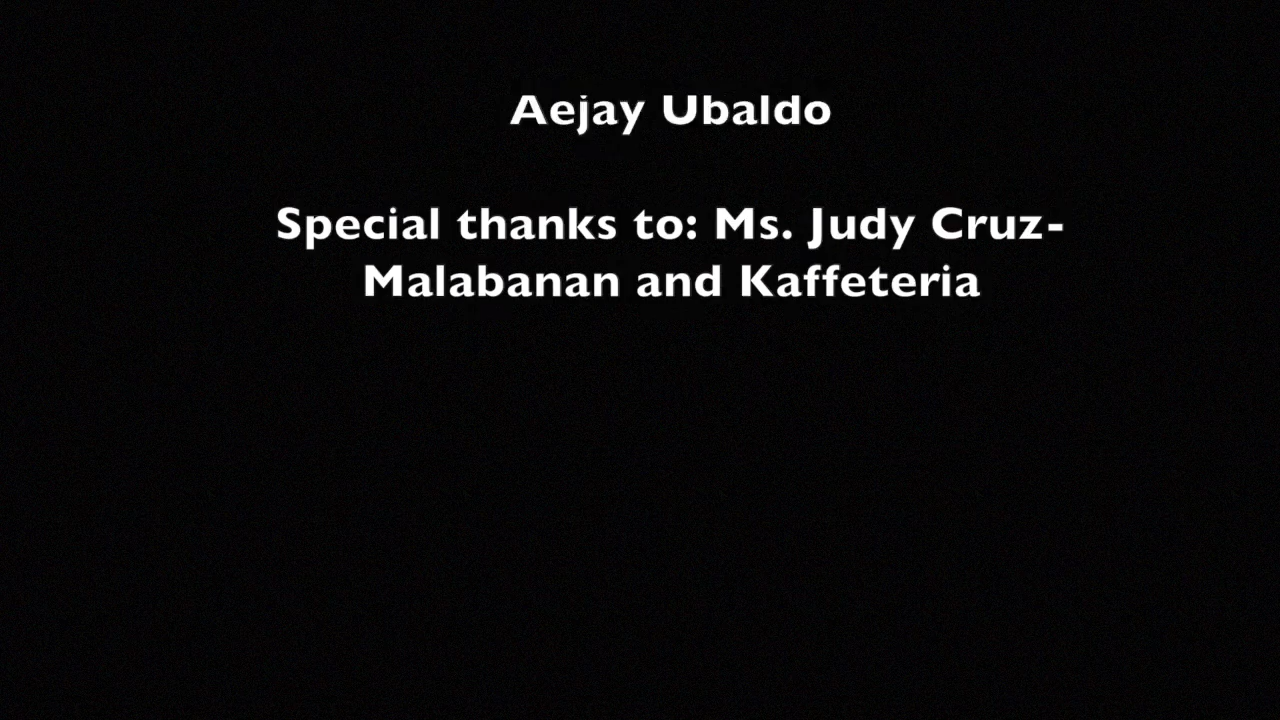 Aejay Ubaldo
Special thanks to: Ms. Judy Cruz-
Malabanan and Kaffeteria